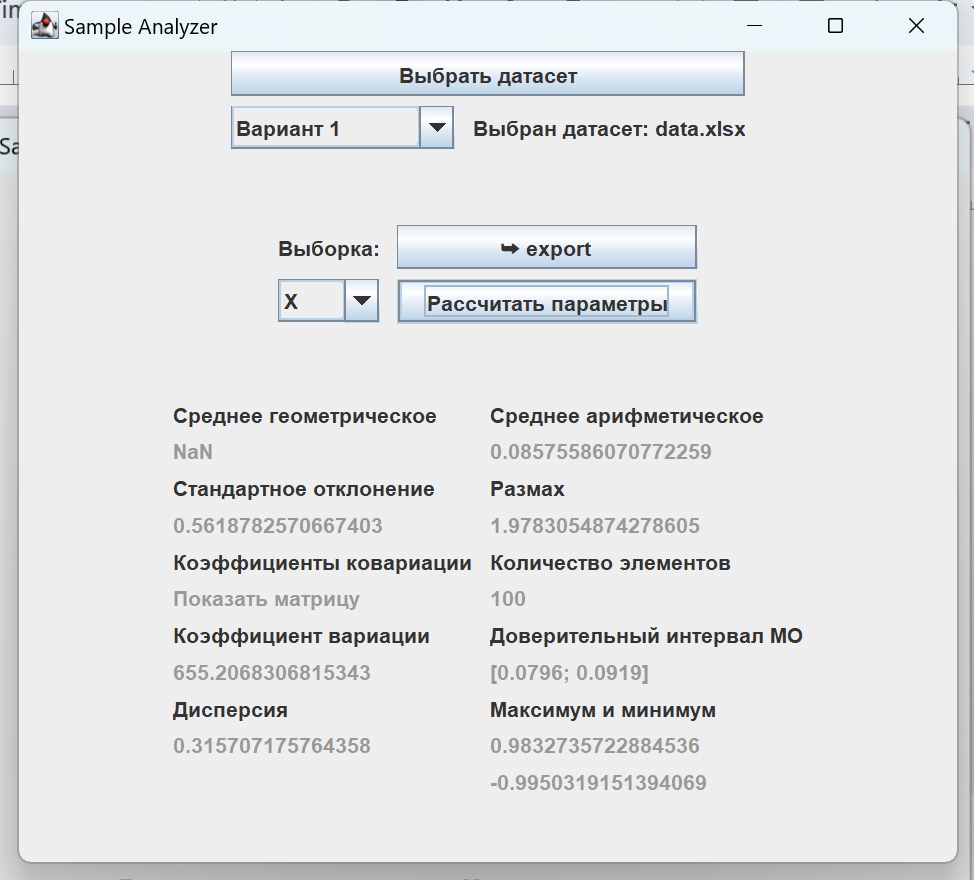 Sample Analyzer
Выбрать датасет
Вариант 1
Выбран датасет: data.xlsx
Выборка:
➥ export
X
Рассчитать параметры
Среднее геометрическое
Среднее арифметическое
NaN
0.08575586070772259
Стандартное отклонение
Размах
0.5618782570667403
1.9783054874278605
Коэффициенты ковариации
Количество элементов
Показать матрицу
100
Коэффициент вариации
Доверительный интервал МО
655.2068306815343
[0.0796; 0.0919]
Дисперсия
Максимум и минимум
0.315707175764358
0.9832735722884536
-0.9950319151394069